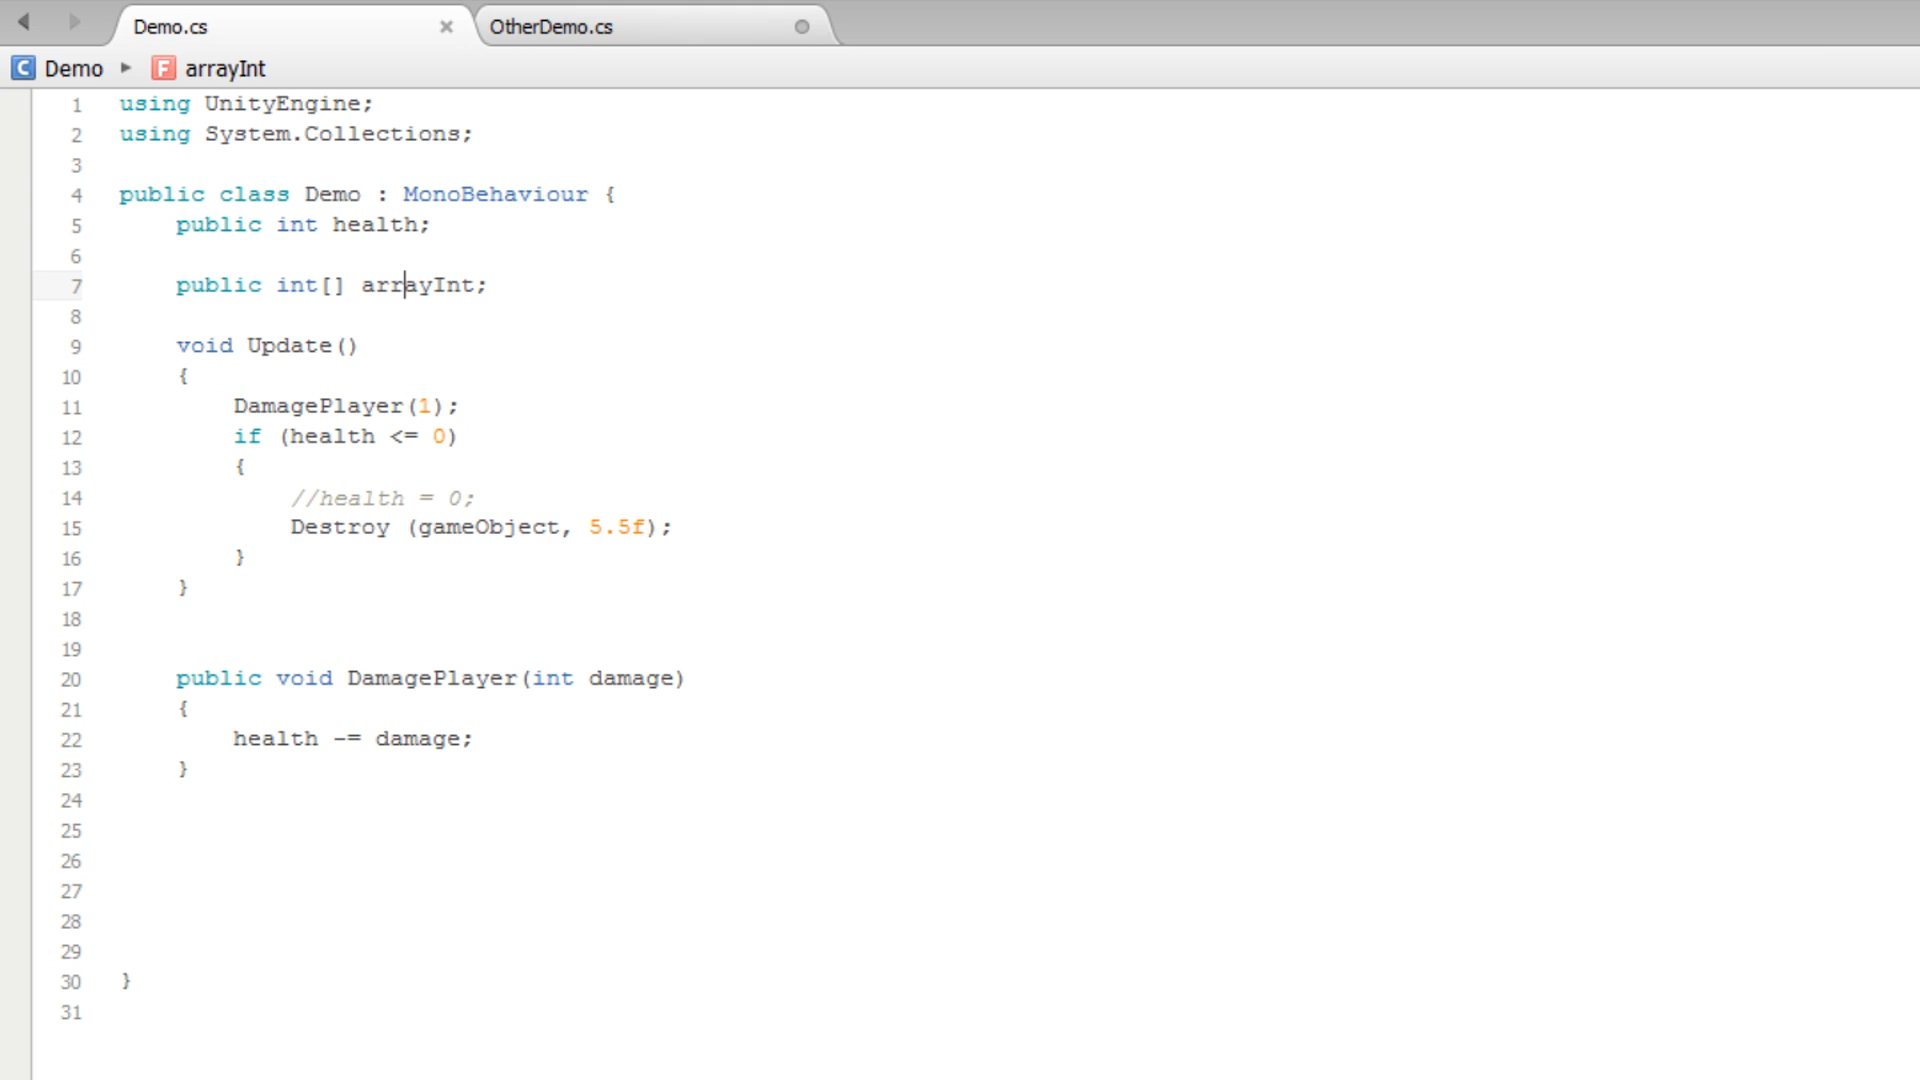 Demo.cs
OtherDemo.cs
C Demo F arrayInt
1 using UnityEngine;
2 using System.Collections;
3
4 public class Demo : MonoBehaviour {
5 public int health;
6
7 public int[] arrayInt;
8
9 void Update()
10 {
11 DamagePlayer(1);
12 if (health <= 0)
13 {
14 //health = 0;
15 Destroy (gameObject, 5.5f);
16 }
17 }
18
19
20 public void DamagePlayer(int damage)
21 {
22 health -= damage;
23 }
24
25
26
27
28
29
30 }
31